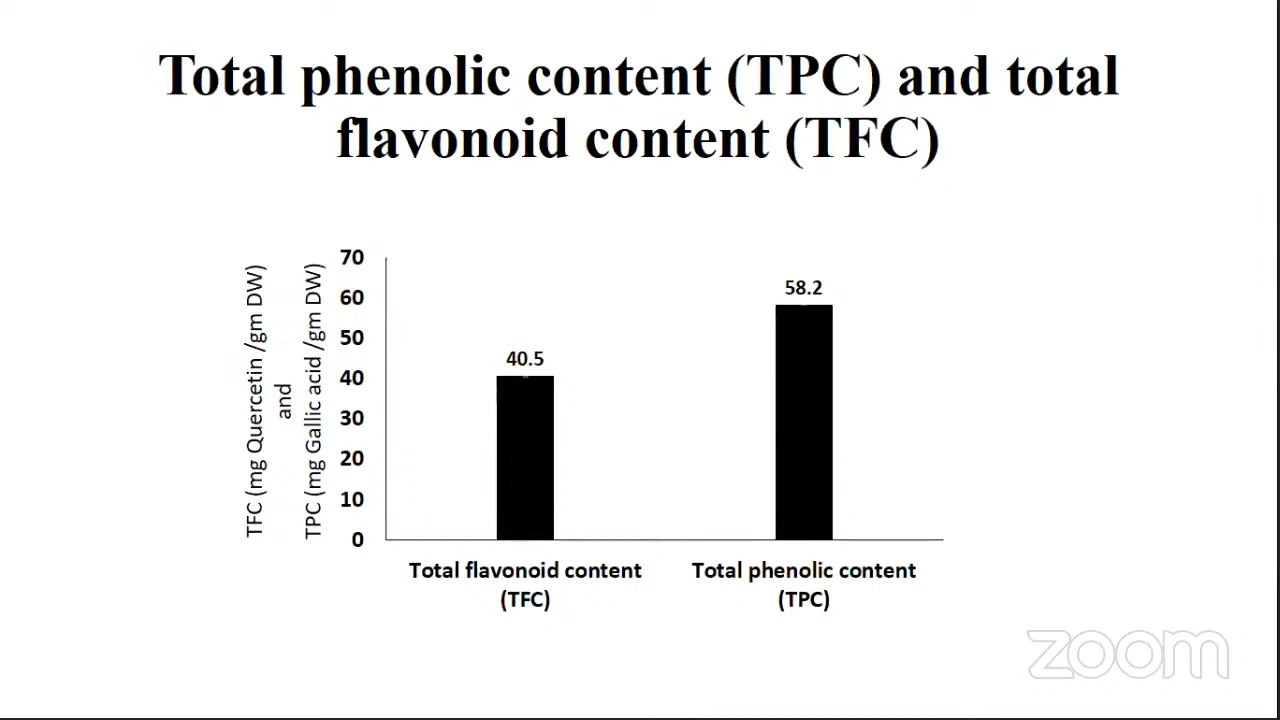 Total phenolic content (TPC) and total
flavonoid content (TFC)
TFC (mg Quercetin /gm DW)
and
TPC (mg Gallic acid /gm DW)
70
60
50
40
30
20
10
0
40.5
58.2
Total flavonoid content
(TFC)
Total phenolic content
(TPC)
zoom